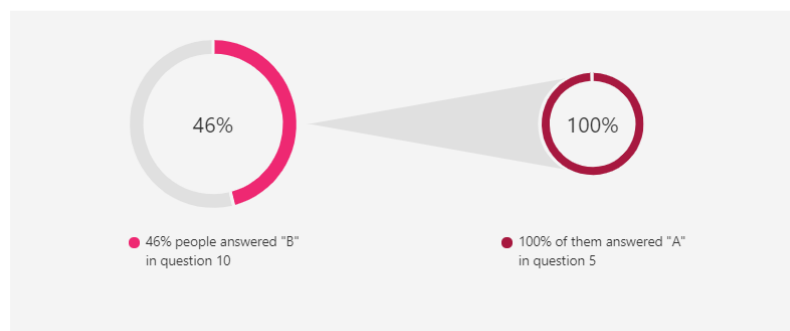 46%
100%
46% people answered "B"
in question 10
100% of them answered "A"
in question 5